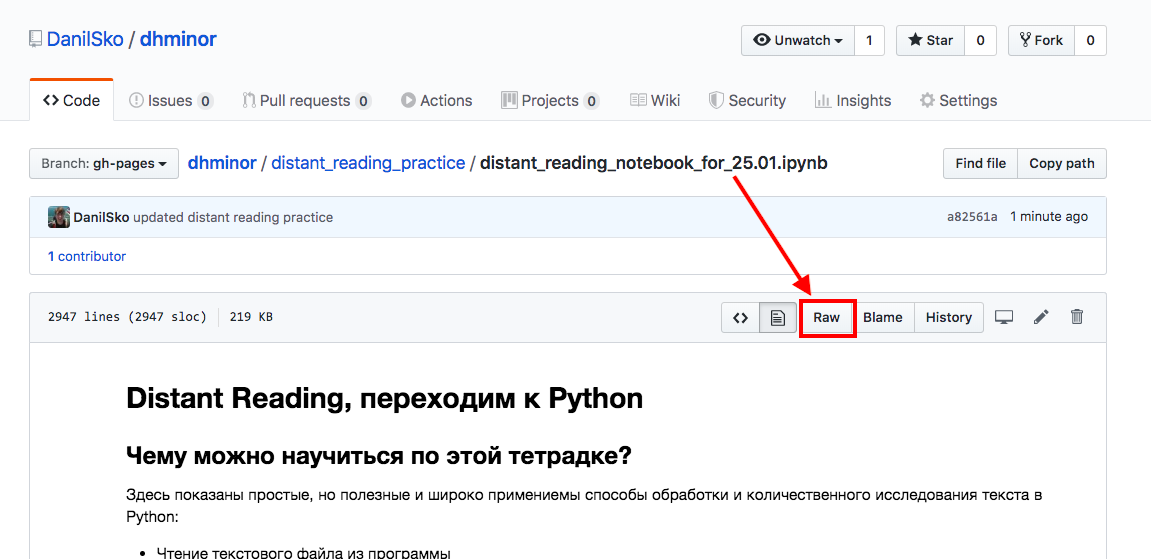 DanilSko / dhminor
Unwatch 1 Star 0 Fork 0
Code Issues 0 Pull requests 0 Actions Projects 0 Wiki Security Insights Settings
Branch: gh-pages dhminor / distant_reading_practice / distant_reading_notebook_for_25.01.ipynb Find file Copy path
DanilSko updated distant reading practice a82561a 1 minute ago
1 contributor
2947 lines (2947 sloc) 219 KB <> Raw Blame History
Distant Reading, переходим к Python
Чему можно научиться по этой тетрадке?
Здесь показаны простые, но полезные и широко применимемы способы обработки и количественного исследования текста в
Python:
• Чтение текстового файла из программы